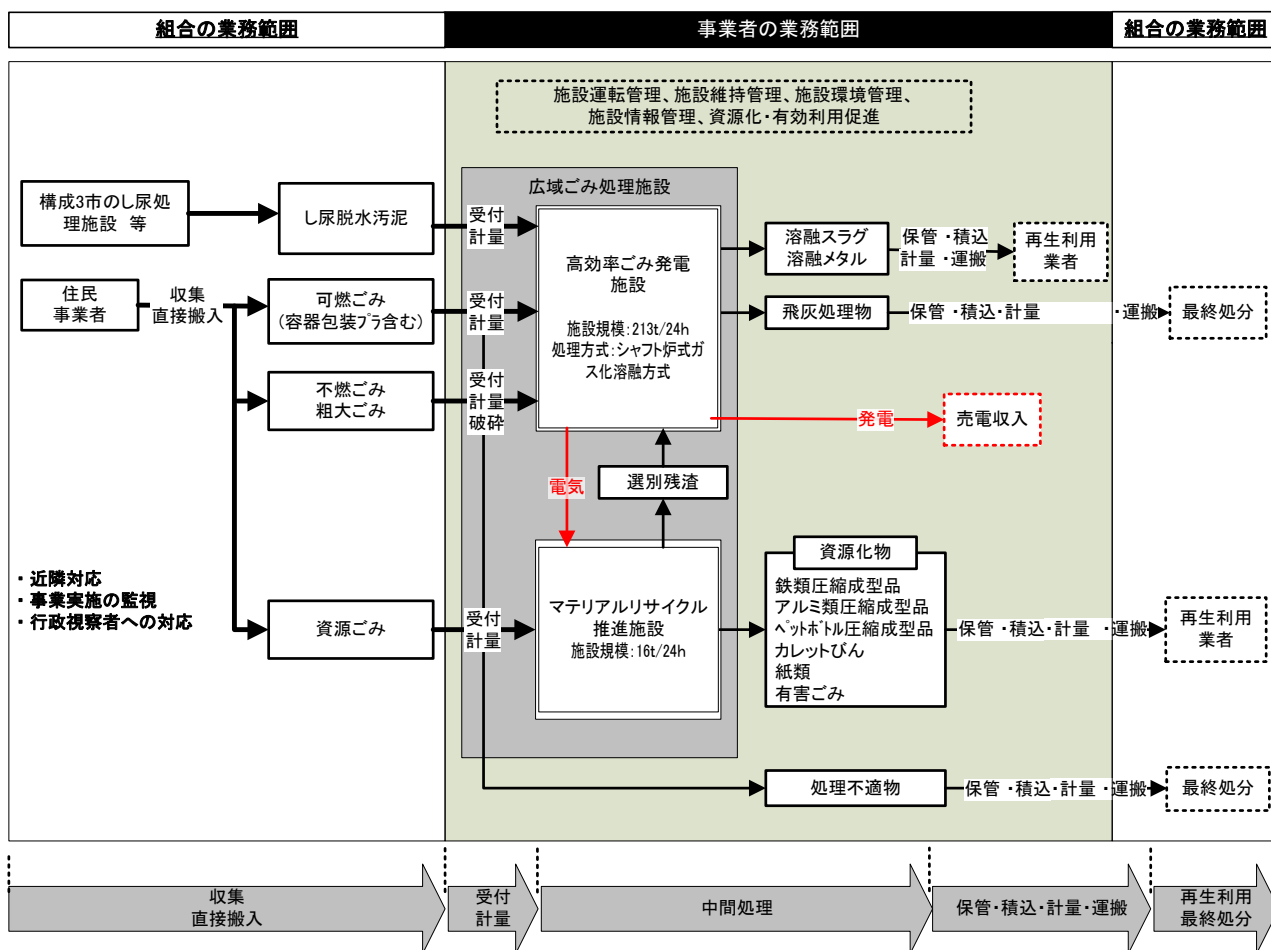 組合の業務範囲
事業者の業務範囲
組合の業務範囲
施設運転管理、施設維持管理、施設環境管理、
施設情報管理、資源化・有効利用促進
広域ごみ処理施設
構成3市のし尿処
理施設 等
し尿脱水汚泥
受付
計量
高効率ごみ発電
施設
施設規模:213t/24h
処理方式:シャフト炉式ガ
ス化溶融方式
溶融スラグ
溶融メタル
保管・積込
計量・運搬
再生利用
業者
住民
事業者
収集
直接搬入
可燃ごみ
(容器包装プラ含む)
受付
計量
飛灰処理物
保管・積込・計量
・運搬
最終処分
不燃ごみ
粗大ごみ
受付
計量
破砕
発電
売電収入
電気
選別残渣
・近隣対応
・事業実施の監視
・行政視察者への対応
資源ごみ
受付
計量
マテリアルリサイクル
推進施設
施設規模:16t/24h
資源化物
鉄類圧縮成型品
アルミ類圧縮成型品
ペットボトル圧縮成型品
カレットびん
紙類
有害ごみ
保管・積込・計量・運搬
再生利用
業者
処理不適物
保管・積込・計量・運搬
最終処分
収集
直接搬入
受付
計量
中間処理
保管・積込・計量・運搬
再生利用
最終処分